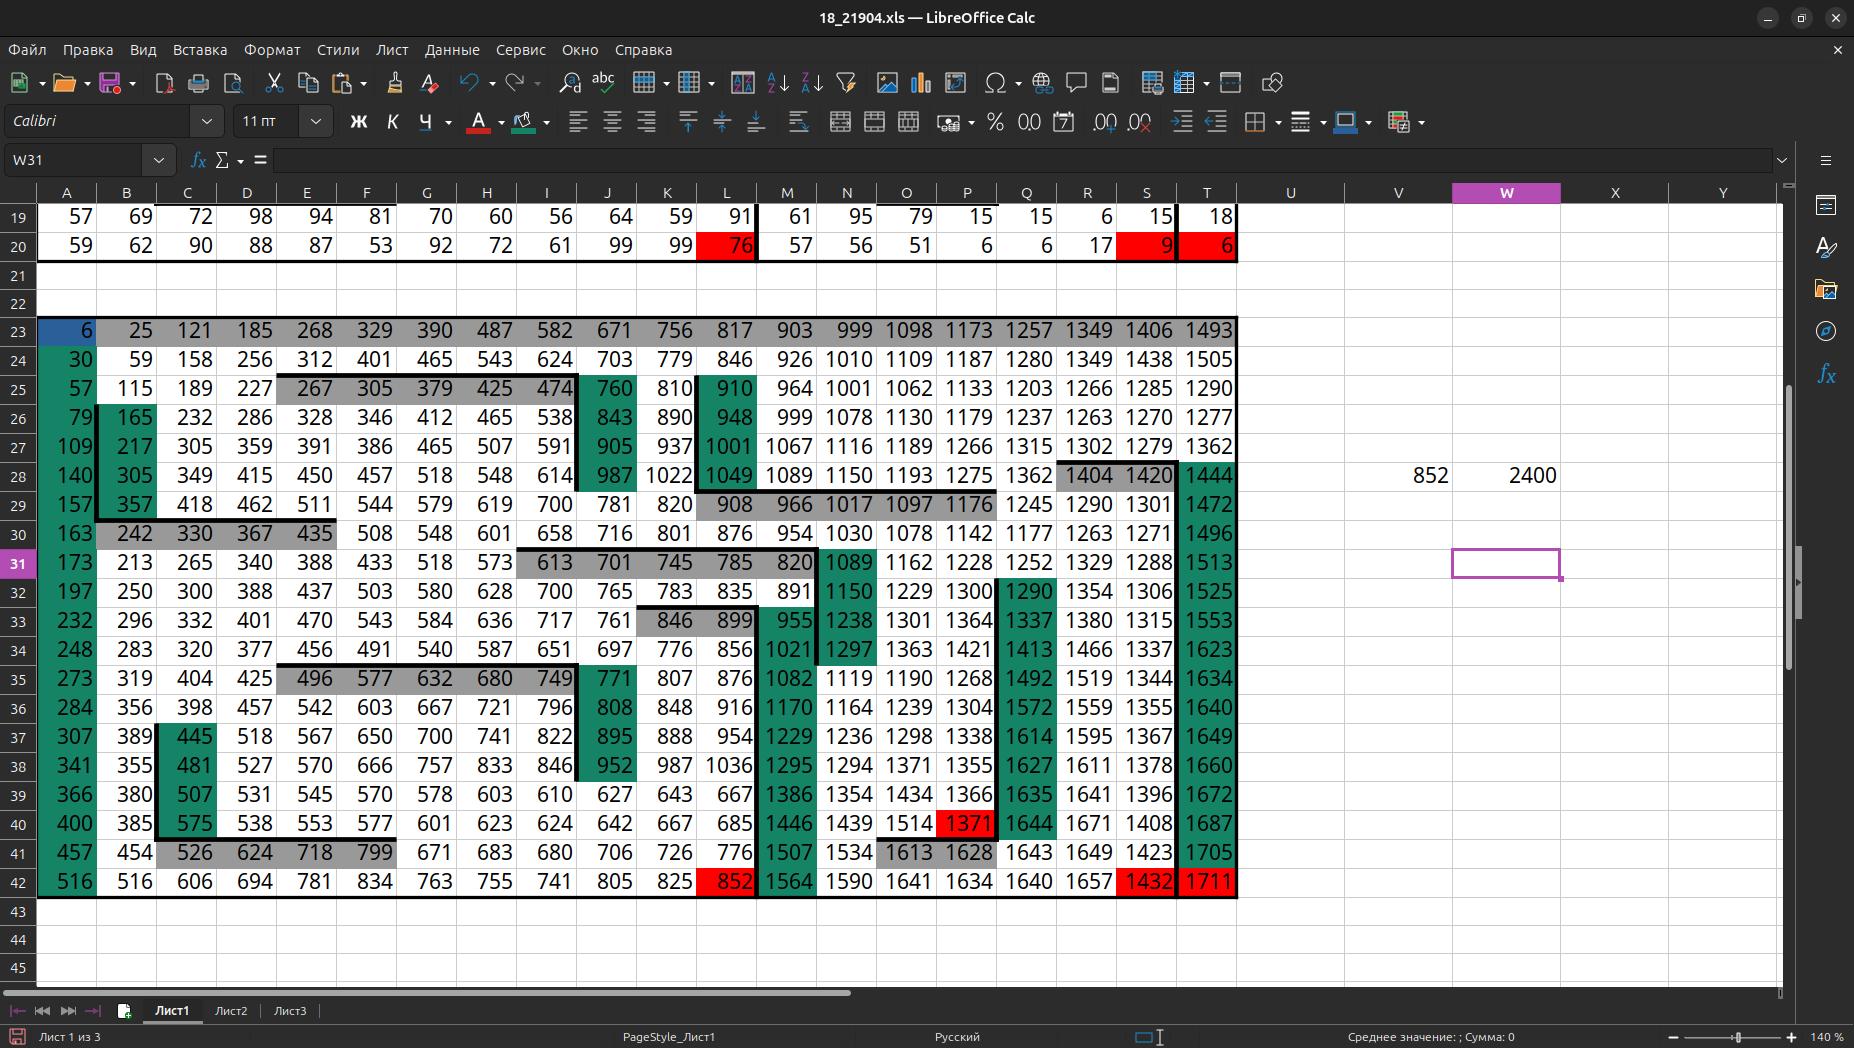 18_21904.xls — LibreOffice Calc
Файл Правка Вид Вставка Формат Стили Лист Данные Сервис Окно Справка
Calibri 11 пт Ж К Ч
W31
A B C D E F G H I J K L M N O P Q R S T U V W X Y
19 57 69 72 98 94 81 70 60 56 64 59 91 61 95 79 15 15 6 15 18
20 59 62 90 88 87 53 92 72 61 99 99 76 57 56 51 6 6 17 9 6
21
22
23 6 25 121 185 268 329 390 487 582 671 756 817 903 999 1098 1173 1257 1349 1406 1493
24 30 59 158 256 312 401 465 543 624 703 779 846 926 1010 1109 1187 1280 1349 1438 1505
25 57 115 189 227 267 305 379 425 474 760 810 910 964 1001 1062 1133 1203 1266 1285 1290
26 79 165 232 286 328 346 412 465 538 843 890 948 999 1078 1130 1179 1237 1263 1270 1277
27 109 217 305 359 391 386 465 507 591 905 937 1001 1067 1116 1189 1266 1315 1302 1279 1362
28 140 305 349 415 450 457 518 548 614 987 1022 1049 1089 1150 1193 1275 1362 1404 1420 1444 852 2400
29 157 357 418 462 511 544 579 619 700 781 820 908 966 1017 1097 1176 1245 1290 1301 1472
30 163 242 330 367 435 508 548 601 658 716 801 876 954 1030 1078 1142 1177 1263 1271 1496
31 173 213 265 340 388 433 518 573 613 701 745 785 820 1089 1162 1228 1252 1329 1288 1513
32 197 250 300 388 437 503 580 628 700 765 783 835 891 1150 1229 1300 1290 1354 1306 1525
33 232 296 332 401 470 543 584 636 717 761 846 899 955 1238 1301 1364 1337 1380 1315 1553
34 248 283 320 377 456 491 540 587 651 697 776 856 1021 1297 1363 1421 1413 1466 1337 1623
35 273 319 404 425 496 577 632 680 749 771 807 876 1082 1119 1190 1268 1492 1519 1344 1634
36 284 356 398 457 542 603 667 721 796 808 848 916 1170 1164 1239 1304 1572 1559 1355 1640
37 307 389 445 518 567 650 700 741 822 895 888 954 1229 1236 1298 1338 1614 1595 1367 1649
38 341 355 481 527 570 666 757 833 846 952 987 1036 1295 1294 1371 1355 1627 1611 1378 1660
39 366 380 507 531 545 570 578 603 610 627 643 667 1386 1354 1434 1366 1635 1641 1396 1672
40 400 385 575 538 553 577 601 623 624 642 667 685 1446 1439 1514 1371 1644 1671 1408 1687
41 457 454 526 624 718 799 671 683 680 706 726 776 1507 1534 1613 1628 1643 1649 1423 1705
42 516 516 606 694 781 834 763 755 741 805 825 852 1564 1590 1641 1634 1640 1657 1432 1711
43
44
45
Лист1 Лист2 Лист3
Лист 1 из 3 PageStyle_Лист1 Русский Среднее значение: ; Сумма: 0 140 %